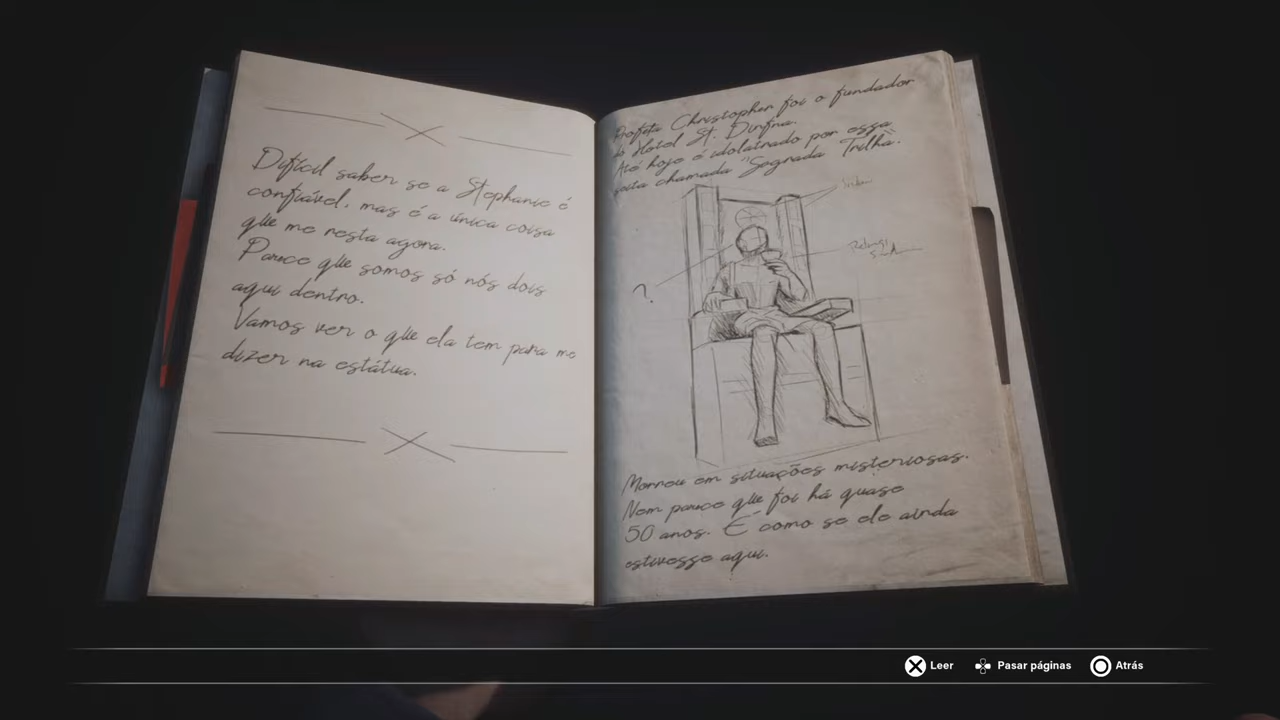 Difícil saber se a Stephanie é
confiável, mas é a única coisa
que me resta agora.
Parece que somos só nós dois
aqui dentro.
Vamos ver o que ela tem para me
dizer na estátua.
Profeta Christopher foi o fundador
do Hotel St. Dinfna.
Até hoje é idolatrado por essa
seita chamada "Sagrada Trilha".
?
Morreu em situações misteriosas.
Nem parece que foi há quase
50 anos. É como se ele ainda
estivesse aqui.
Leer
Pasar páginas
Atrás